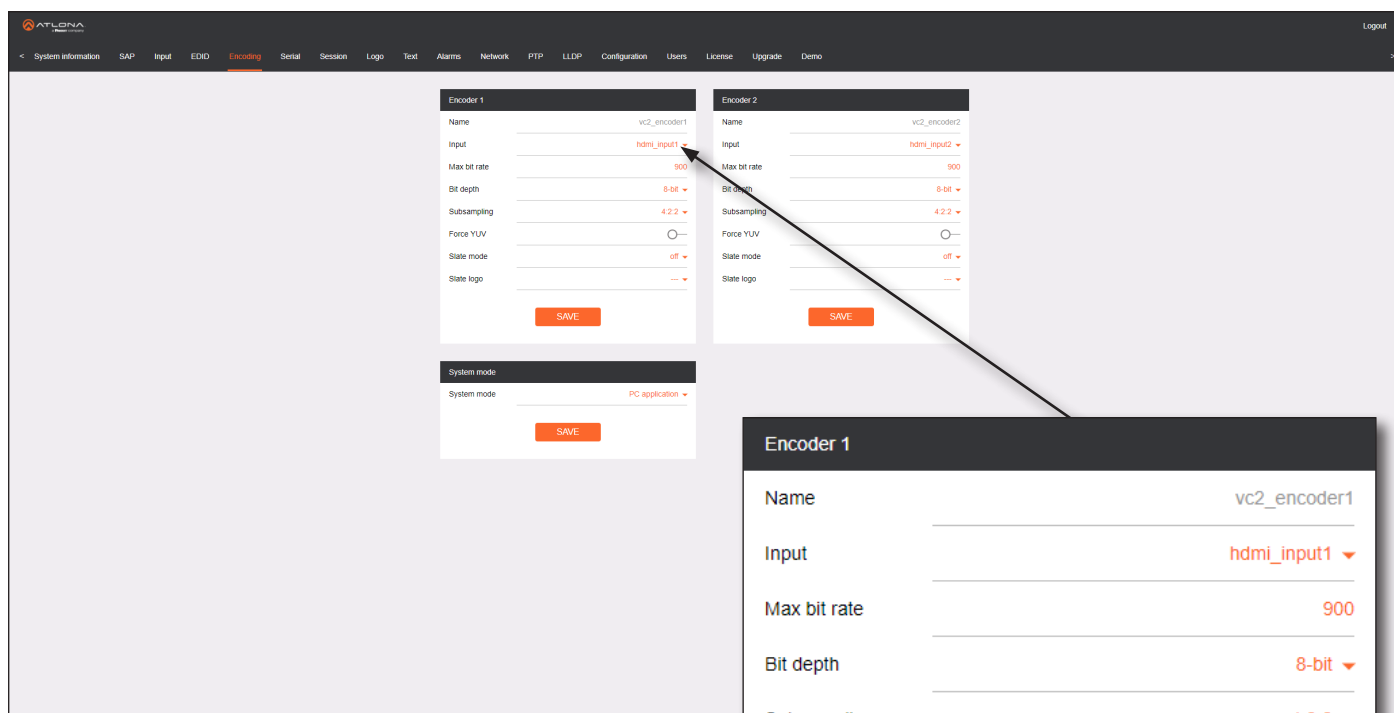 ATLONA
Logout
< System information SAP Input EDID Encoding Serial Session Logo Text Alarms Network PTP LLDP Configuration Users License Upgrade Demo >
Encoder 1
Name vc2_encoder1
Input hdmi_input1
Max bit rate 900
Bit depth 8-bit
Subsampling 4:2:2
Force YUV
Slate mode off
Slate logo ---
SAVE
Encoder 2
Name vc2_encoder2
Input hdmi_input2
Max bit rate 900
Bit depth 8-bit
Subsampling 4:2:2
Force YUV
Slate mode off
Slate logo ---
SAVE
System mode
System mode PC application
SAVE
Encoder 1
Name vc2_encoder1
Input hdmi_input1
Max bit rate 900
Bit depth 8-bit